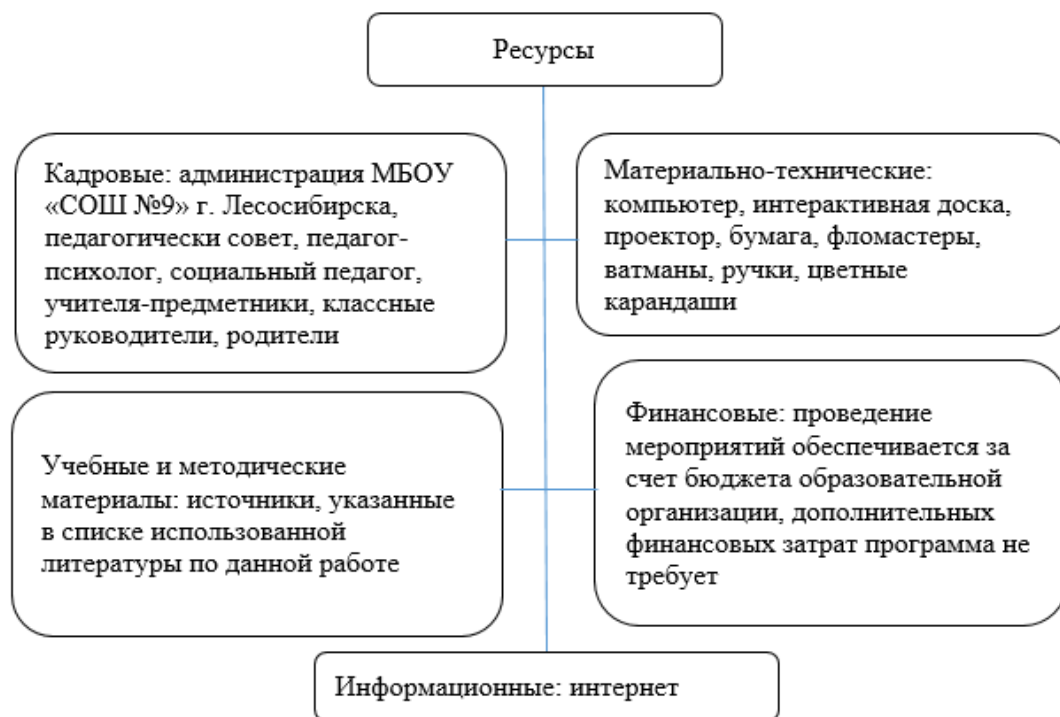 Ресурсы
Кадровые: администрация МБОУ
«СОШ №9» г. Лесосибирска,
педагогически совет, педагог-
психолог, социальный педагог,
учителя-предметники, классные
руководители, родители
Материально-технические:
компьютер, интерактивная доска,
проектор, бумага, фломастеры,
ватманы, ручки, цветные
карандаши
Учебные и методические
материалы: источники, указанные
в списке использованной
литературы по данной работе
Финансовые: проведение
мероприятий обеспечивается за
счет бюджета образовательной
организации, дополнительных
финансовых затрат программа не
требует
Информационные: интернет